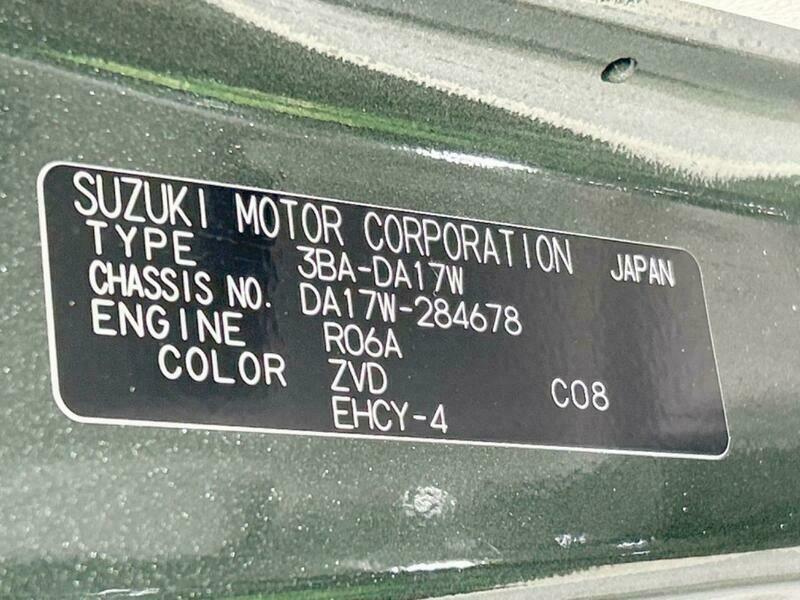 SUZUKI MOTOR CORPORATION JAPAN
TYPE 3BA-DA17W
CHASSIS NO. DA17W-284678
ENGINE R06A
COLOR ZVD C08
EHCY-4